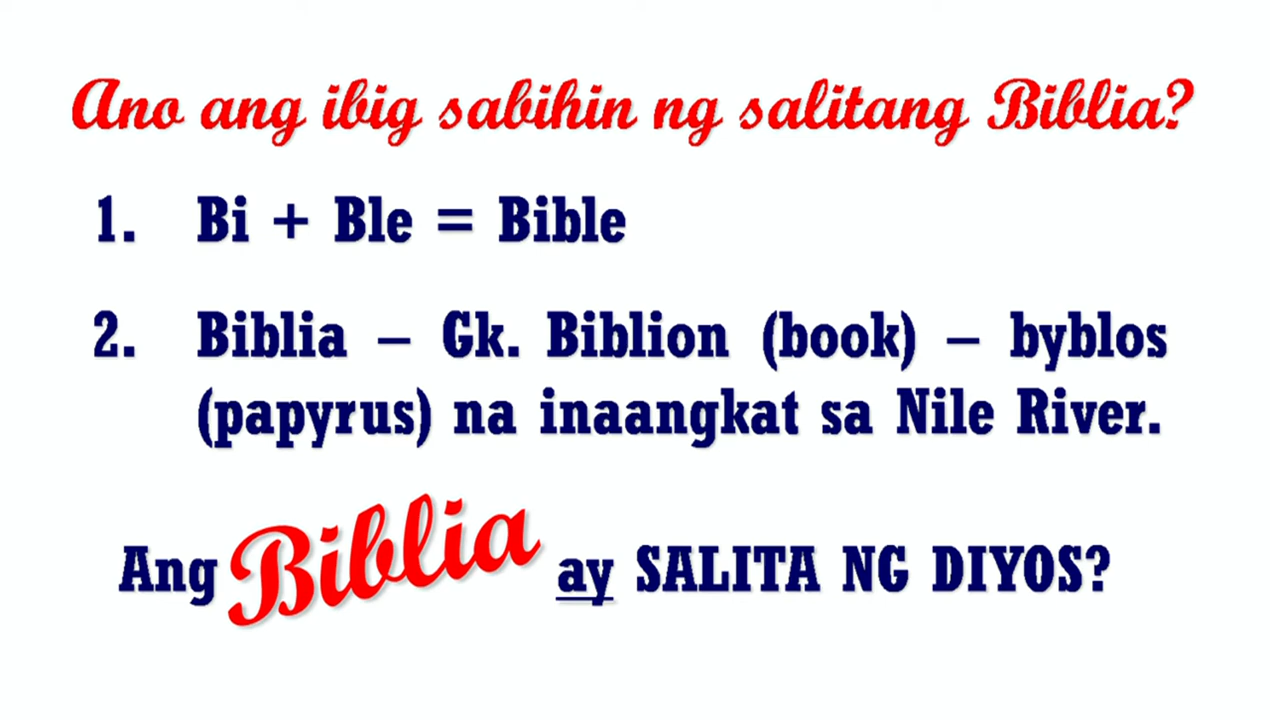 Ano ang ibig sabihin ng salitang Biblia?
1. Bi + Ble = Bible
2. Biblia – Gk. Biblion (book) – byblos
(papyrus) na inaangkat sa Nile River.
Ang Biblia ay SALITA NG DIYOS?